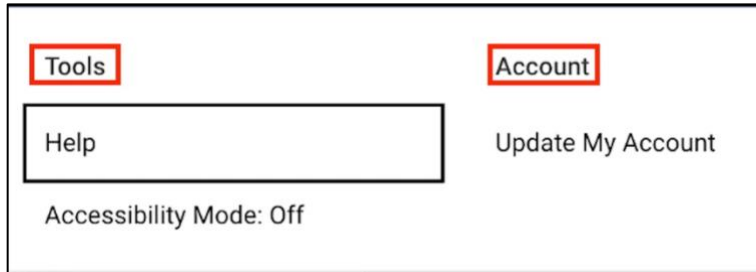 Tools
Help
Accessibility Mode: Off
Account
Update My Account